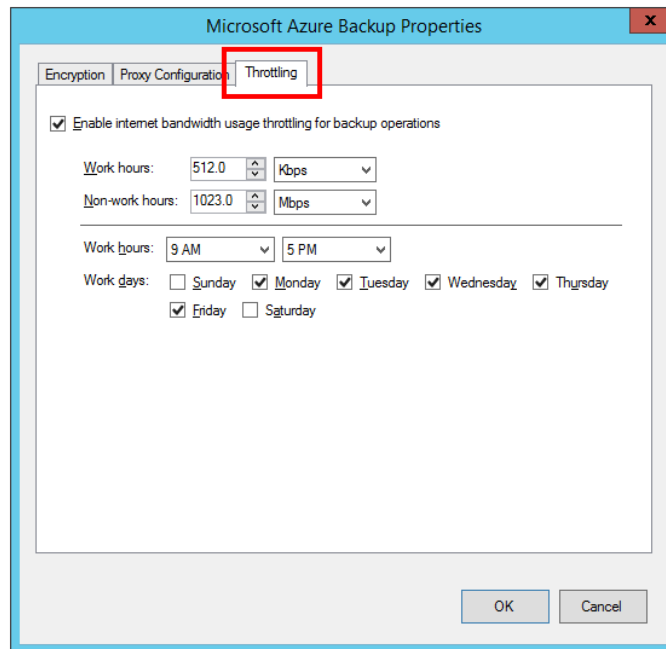 Microsoft Azure Backup Properties
x
Encryption Proxy Configuration Throttling
Enable internet bandwidth usage throttling for backup operations
Work hours: 512.0 Kbps
Non-work hours: 1023.0 Mbps
Work hours: 9 AM 5 PM
Work days: Sunday Monday Tuesday Wednesday Thursday
Friday Saturday
OK Cancel